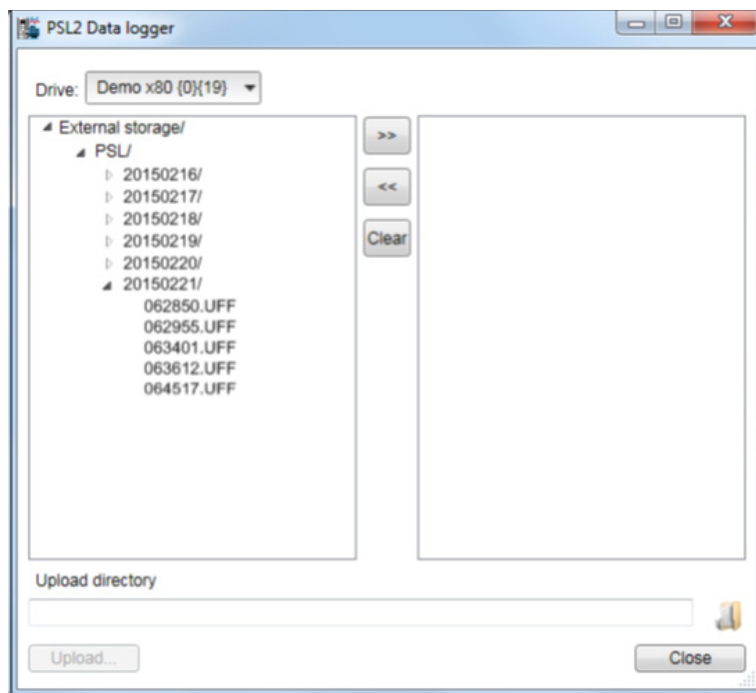 PSL2 Data logger
Drive: Demo x80 {0}{19}
External storage/
PSL/
20150216/
20150217/
20150218/
20150219/
20150220/
20150221/
062850.UFF
062955.UFF
063401.UFF
063612.UFF
064517.UFF
>>
<<
Clear
Upload directory
Upload...
Close